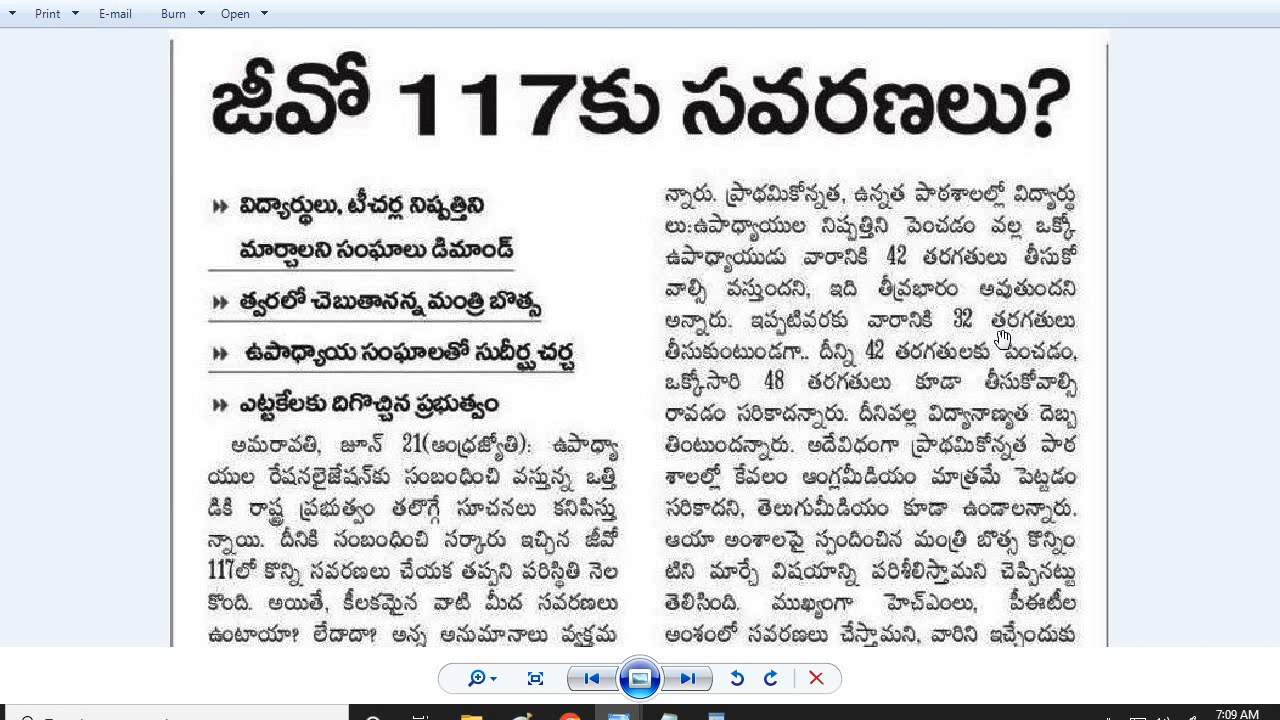 Print
E-mail
Burn
Open
జీవో 117కు సవరణలు?
విద్యార్థులు, టీచర్ల నిష్పత్తిని
మార్చాలని సంఘాలు డిమాండ్
త్వరలో చెబుతానన్న మంత్రి బొత్స
ఉపాధ్యాయ సంఘాలతో సుదీర్ఘ చర్చ
ఎట్టకేలకు దిగొచ్చిన ప్రభుత్వం
అమరావతి, జూన్ 21(ఆంధ్రజ్యోతి): ఉపాధ్యా
యుల రేషనలైజేషన్‌కు సంబంధించి వస్తున్న ఒత్తి
డికి రాష్ట్ర ప్రభుత్వం తలొగ్గే సూచనలు కనిపిస్తు
న్నాయి. దీనికి సంబంధించి సర్కారు ఇచ్చిన జీవో
117లో కొన్ని సవరణలు చేయక తప్పని పరిస్థితి నెల
కొంది. అయితే, కీలకమైన వాటి మీద సవరణలు
ఉంటాయా? లేదాదా? అన్న అనుమానాలు వ్యక్తమ
న్నారు. ప్రాథమికోన్నత, ఉన్నత పాఠశాలల్లో విద్యార్థు
లు:ఉపాధ్యాయుల నిష్పత్తిని పెంచడం వల్ల ఒక్కో
ఉపాధ్యాయుడు వారానికి 42 తరగతులు తీసుకో
వాల్సి వస్తుందని, ఇది తీవ్రభారం అవుతుందని
అన్నారు. ఇప్పటివరకు వారానికి 32 తరగతులు
తీసుకుంటుండగా.. దీన్ని 42 తరగతులకు పెంచడం,
ఒక్కోసారి 48 తరగతులు కూడా తీసుకోవాల్సి
రావడం సరికాదన్నారు. దీనివల్ల విద్యానాణ్యత దెబ్బ
తింటుందన్నారు. అదేవిదంగా ప్రాథమికోన్నత పాఠ
శాలల్లో కేవలం ఆంగ్లమీడియం మాత్రమే పెట్టడం
సరికాదని, తెలుగుమీడియం కూడా ఉండాలన్నారు.
ఆయా అంశాలపై స్పందించిన మంత్రి బొత్స కొన్నిం
టిని మార్చే విషయాన్ని పరిశీలిస్తామని చెప్పినట్టు
తెలిసింది. ముఖ్యంగా హెచ్ఎంలు, పీఈటీల
అంశంలో సవరణలు చేస్తామని, వారిని ఇచ్చేందుకు
7:09 AM